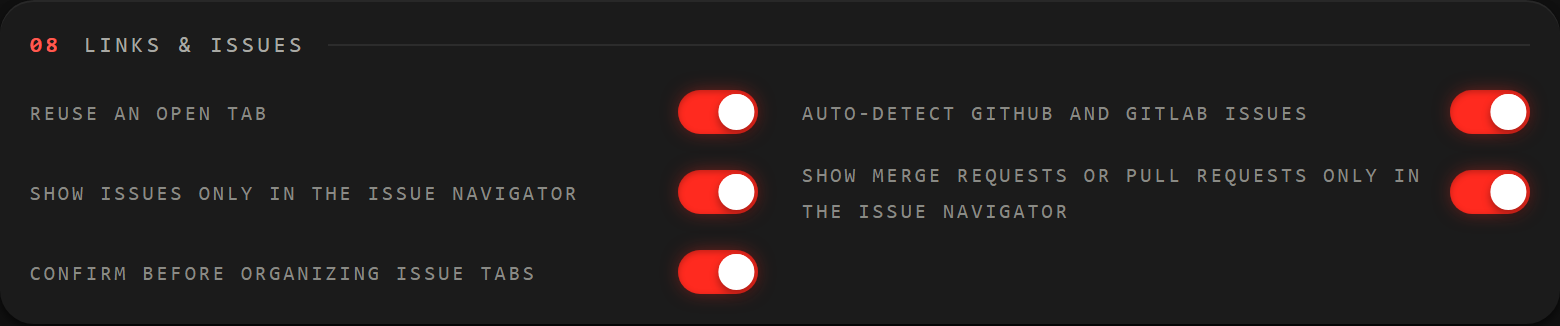 08 LINKS & ISSUES
REUSE AN OPEN TAB
AUTO-DETECT GITHUB AND GITLAB ISSUES
SHOW ISSUES ONLY IN THE ISSUE NAVIGATOR
SHOW MERGE REQUESTS OR PULL REQUESTS ONLY IN
THE ISSUE NAVIGATOR
CONFIRM BEFORE ORGANIZING ISSUE TABS